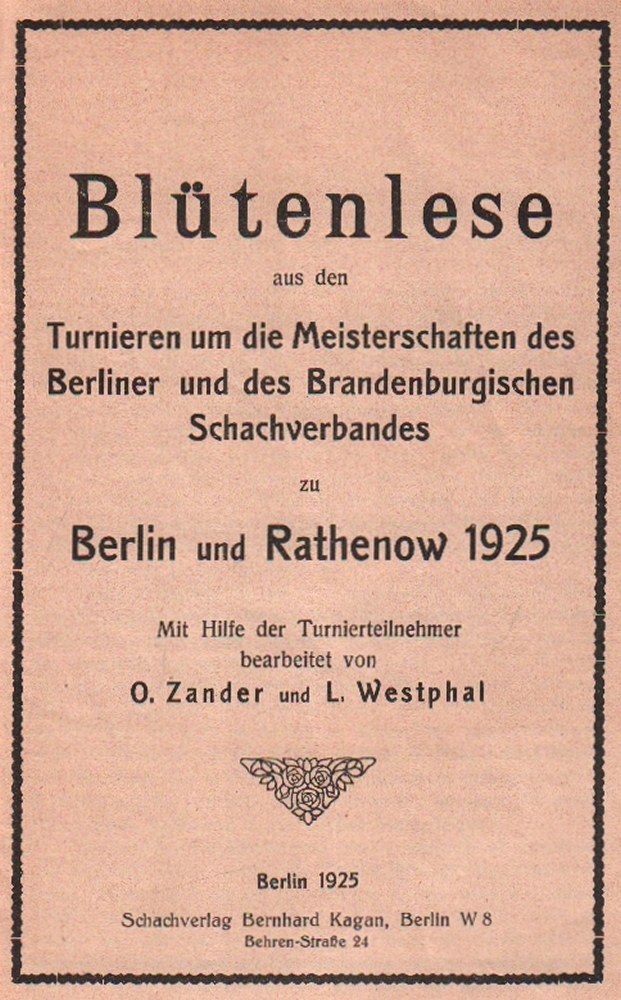 Blütenlese
aus den
Turnieren um die Meisterschaften des
Berliner und des Brandenburgischen
Schachverbandes
zu
Berlin und Rathenow 1925
Mit Hilfe der Turnierteilnehmer
bearbeitet von
O. Zander und L. Westphal
Berlin 1925
Schachverlag Bernhard Kagan, Berlin W 8
Behren-Straße 24